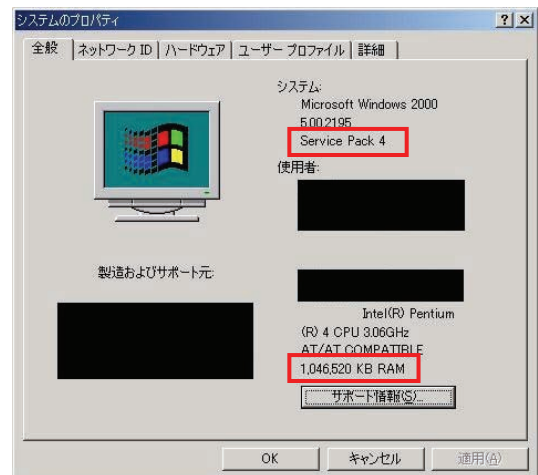 システムのプロパティ
? ×
全般 ネットワーク ID ハードウェア ユーザー プロファイル 詳細
システム:
Microsoft Windows 2000
5.00.2195
Service Pack 4
使用者:
製造およびサポート元:
Intel(R) Pentium
(R) 4 CPU 3.06GHz
AT/AT COMPATIBLE
1,046,520 KB RAM
サポート情報(S)...
OK キャンセル 適用(A)